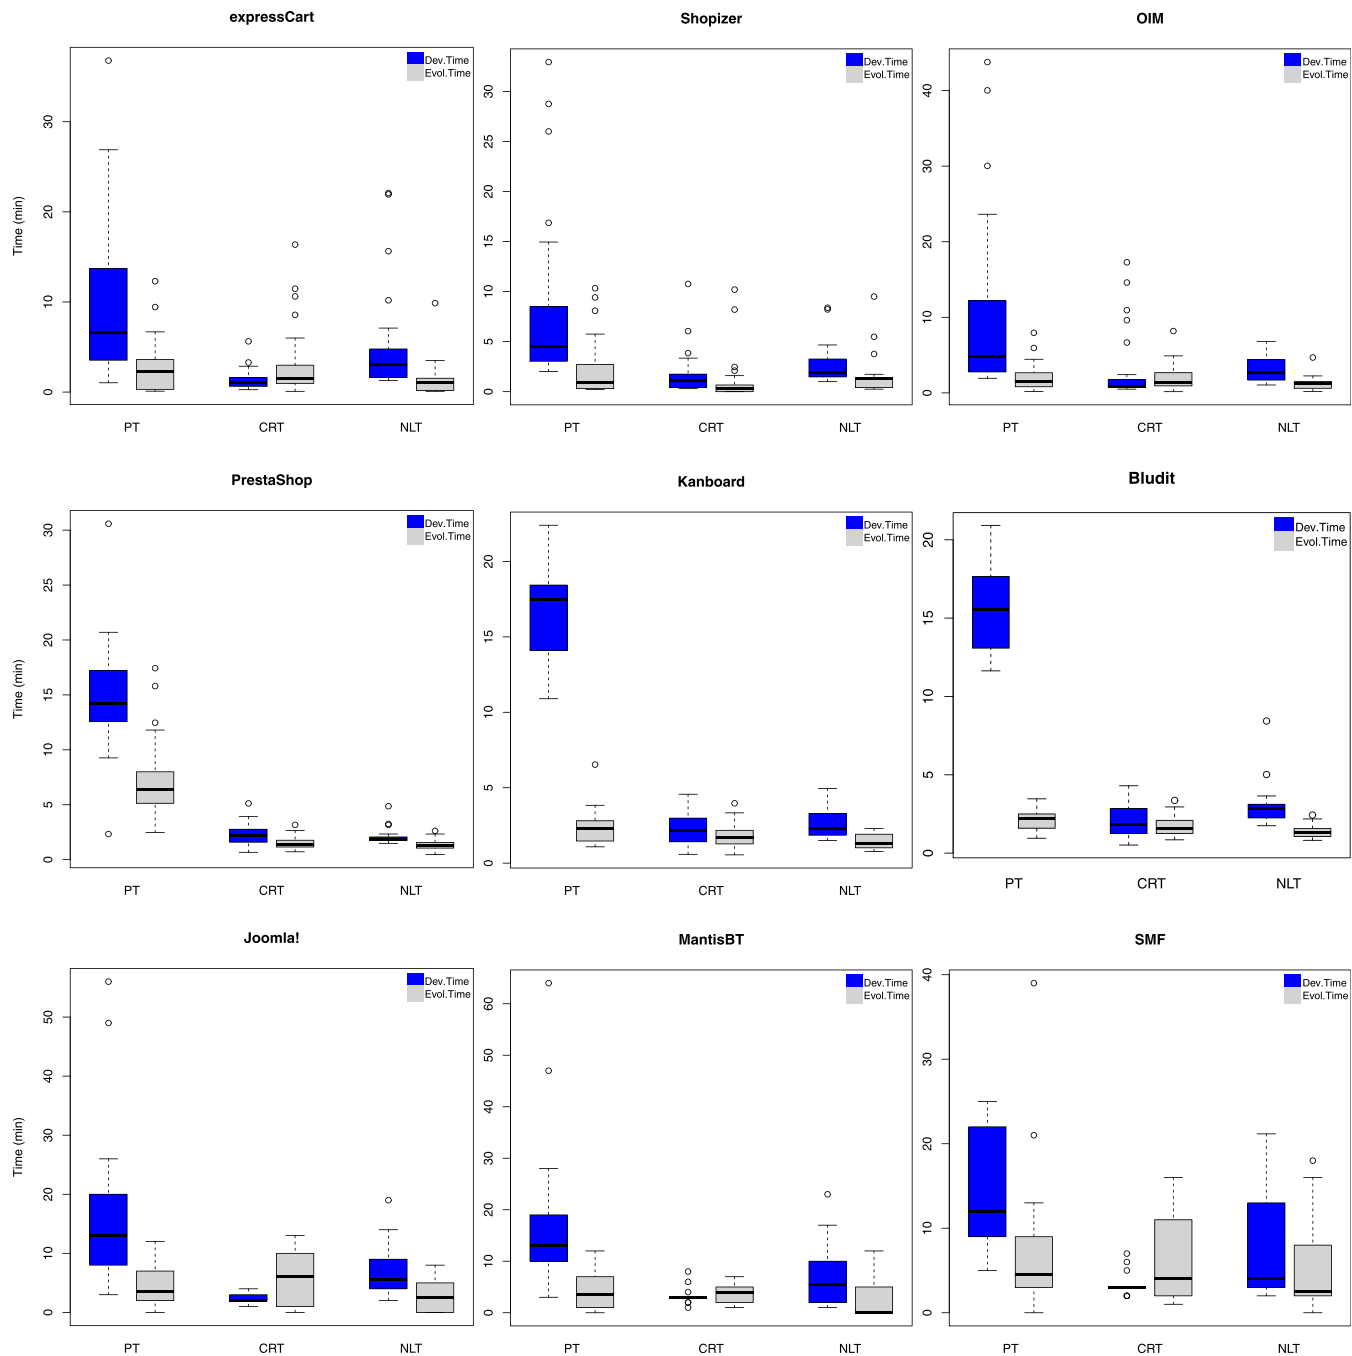 expressCart
Shopizer
OIM
Dev.Time
Evol.Time
Time (min)
0
10
20
30
PT
CRT
NLT
Dev.Time
Evol.Time
0
5
10
15
20
25
30
PT
CRT
NLT
Dev.Time
Evol.Time
0
10
20
30
40
PT
CRT
NLT
PrestaShop
Kanboard
Bludit
Dev.Time
Evol.Time
Time (min)
0
5
10
15
20
25
30
PT
CRT
NLT
Dev.Time
Evol.Time
0
5
10
15
20
PT
CRT
NLT
Dev.Time
Evol.Time
0
5
10
15
20
PT
CRT
NLT
Joomla!
MantisBT
SMF
Dev.Time
Evol.Time
Time (min)
0
10
20
30
40
50
PT
CRT
NLT
Dev.Time
Evol.Time
0
10
20
30
40
50
60
PT
CRT
NLT
Dev.Time
Evol.Time
0
10
20
30
40
PT
CRT
NLT